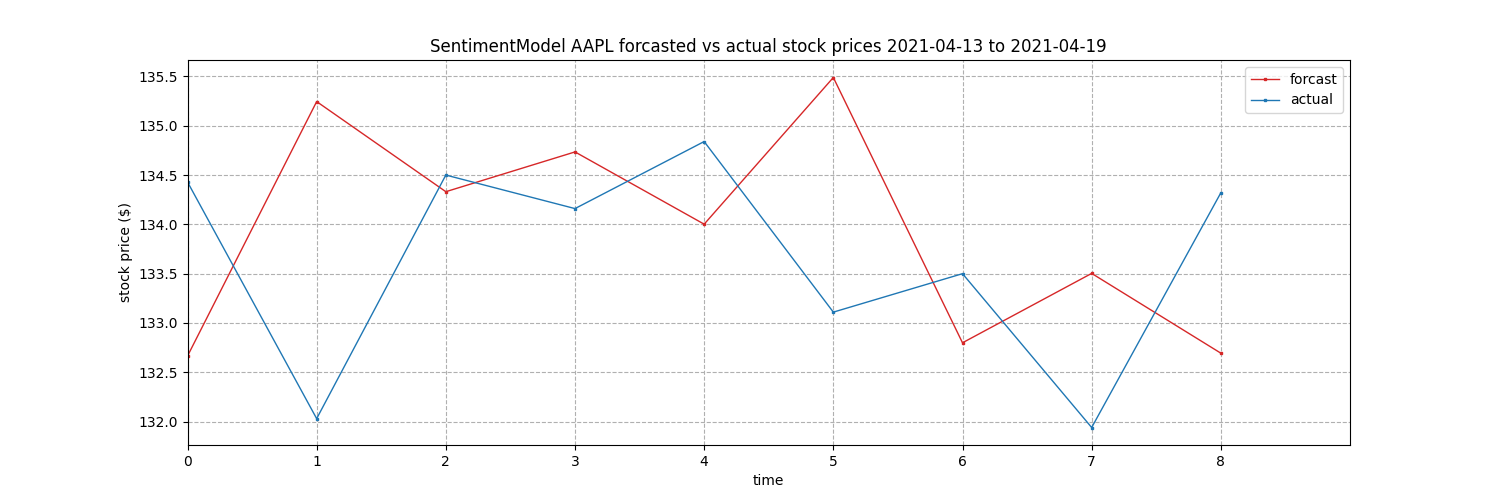 SentimentModel AAPL forcasted vs actual stock prices 2021-04-13 to 2021-04-19
forcast
actual
stock price ($)
135.5
135.0
134.5
134.0
133.5
133.0
132.5
132.0
0 1 2 3 4 5 6 7 8
time